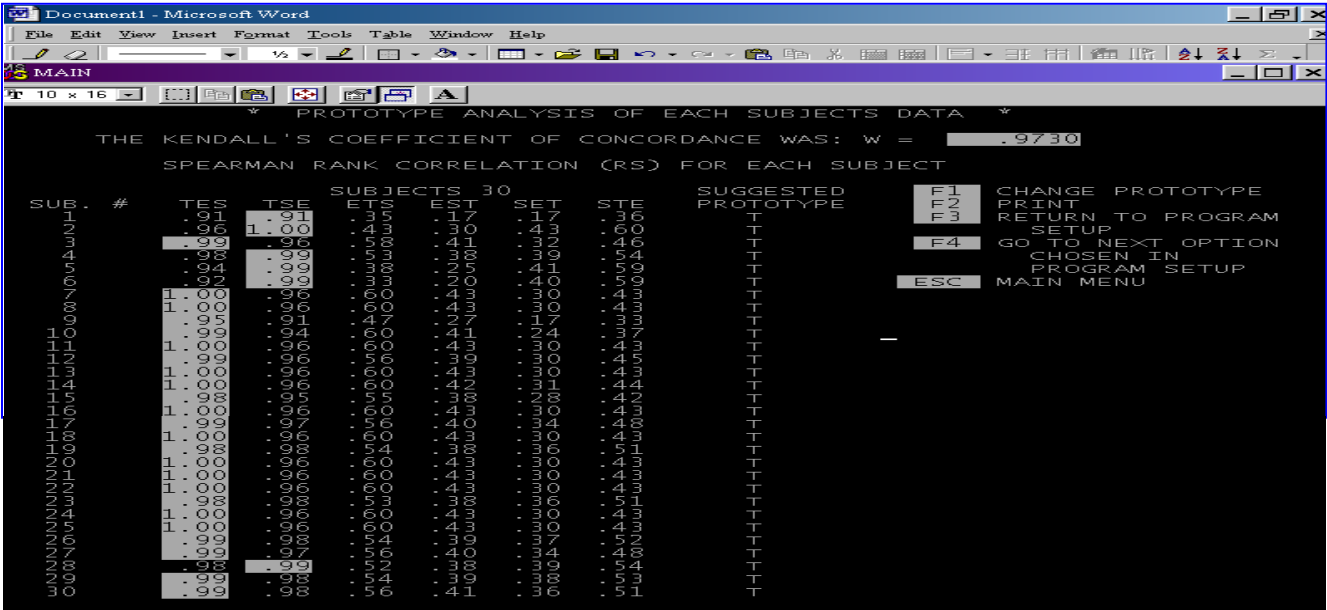 Document1 - Microsoft Word
File Edit View Insert Format Tools Table Window Help
½
MAIN
10 x 16
A
* PROTOTYPE ANALYSIS OF EACH SUBJECTS DATA *
THE KENDALL'S COEFFICIENT OF CONCORDANCE WAS: W = .9730
SPEARMAN RANK CORRELATION (RS) FOR EACH SUBJECT
SUBJECTS 30 SUGGESTED F1 CHANGE PROTOTYPE
SUB. # TES TSE ETS EST SET STE PROTOTYPE F2 PRINT
1 .91 .91 .35 .17 .17 .36 T F3 RETURN TO PROGRAM
2 .96 1.00 .43 .30 .43 .60 T SETUP
3 .99 .96 .58 .41 .32 .46 T F4 GO TO NEXT OPTION
4 .98 .99 .53 .38 .39 .54 T CHOSEN IN
5 .94 .99 .38 .25 .41 .59 T PROGRAM SETUP
6 .92 .99 .33 .20 .40 .59 T ESC MAIN MENU
7 1.00 .96 .60 .43 .30 .43 T
8 1.00 .96 .60 .43 .30 .43 T
9 .95 .91 .47 .27 .17 .33 T
10 .99 .94 .60 .41 .24 .37 T
11 1.00 .96 .60 .43 .30 .43 T
12 .99 .96 .56 .39 .30 .45 T
13 1.00 .96 .60 .43 .30 .43 T
14 1.00 .96 .60 .42 .31 .44 T
15 .98 .95 .55 .38 .28 .42 T
16 1.00 .96 .60 .43 .30 .43 T
17 .99 .97 .56 .40 .34 .48 T
18 1.00 .96 .60 .43 .30 .43 T
19 .98 .98 .54 .38 .36 .51 T
20 1.00 .96 .60 .43 .30 .43 T
21 1.00 .96 .60 .43 .30 .43 T
22 1.00 .96 .60 .43 .30 .43 T
23 .98 .98 .53 .38 .36 .51 T
24 1.00 .96 .60 .43 .30 .43 T
25 1.00 .96 .60 .43 .30 .43 T
26 .99 .98 .54 .39 .37 .52 T
27 .99 .97 .56 .40 .34 .48 T
28 .98 .99 .52 .38 .39 .54 T
29 .99 .98 .54 .39 .38 .53 T
30 .99 .98 .56 .41 .36 .51 T